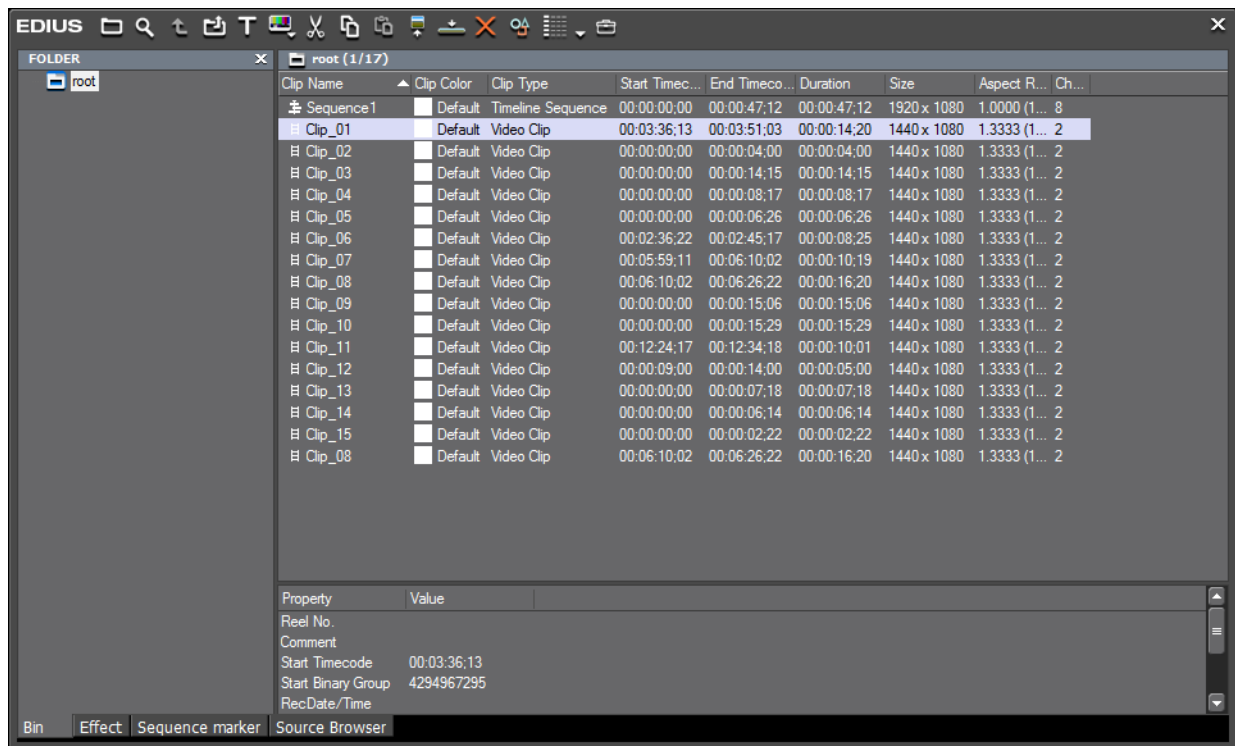 EDIUS T
FOLDER X
root
root (1/17)
Clip Name Clip Color Clip Type Start Timec... End Timeco... Duration Size Aspect R... Ch...
Sequence1 Default Timeline Sequence 00:00:00;00 00:00:47;12 00:00:47;12 1920 x 1080 1.0000 (1... 8
Clip_01 Default Video Clip 00:03:36;13 00:03:51;03 00:00:14;20 1440 x 1080 1.3333 (1... 2
Clip_02 Default Video Clip 00:00:00;00 00:00:04;00 00:00:04;00 1440 x 1080 1.3333 (1... 2
Clip_03 Default Video Clip 00:00:00;00 00:00:14;15 00:00:14;15 1440 x 1080 1.3333 (1... 2
Clip_04 Default Video Clip 00:00:00;00 00:00:08;17 00:00:08;17 1440 x 1080 1.3333 (1... 2
Clip_05 Default Video Clip 00:00:00;00 00:00:06;26 00:00:06;26 1440 x 1080 1.3333 (1... 2
Clip_06 Default Video Clip 00:02:36;22 00:02:45;17 00:00:08;25 1440 x 1080 1.3333 (1... 2
Clip_07 Default Video Clip 00:05:59;11 00:06:10;02 00:00:10;19 1440 x 1080 1.3333 (1... 2
Clip_08 Default Video Clip 00:06:10;02 00:06:26;22 00:00:16;20 1440 x 1080 1.3333 (1... 2
Clip_09 Default Video Clip 00:00:00;00 00:00:15;06 00:00:15;06 1440 x 1080 1.3333 (1... 2
Clip_10 Default Video Clip 00:00:00;00 00:00:15;29 00:00:15;29 1440 x 1080 1.3333 (1... 2
Clip_11 Default Video Clip 00:12:24;17 00:12:34;18 00:00:10;01 1440 x 1080 1.3333 (1... 2
Clip_12 Default Video Clip 00:00:09;00 00:00:14;00 00:00:05;00 1440 x 1080 1.3333 (1... 2
Clip_13 Default Video Clip 00:00:00;00 00:00:07;18 00:00:07;18 1440 x 1080 1.3333 (1... 2
Clip_14 Default Video Clip 00:00:00;00 00:00:06;14 00:00:06;14 1440 x 1080 1.3333 (1... 2
Clip_15 Default Video Clip 00:00:00;00 00:00:02;22 00:00:02;22 1440 x 1080 1.3333 (1... 2
Clip_08 Default Video Clip 00:06:10;02 00:06:26;22 00:00:16;20 1440 x 1080 1.3333 (1... 2
Property Value
Reel No.
Comment
Start Timecode 00:03:36;13
Start Binary Group 4294967295
RecDate/Time
Bin Effect Sequence marker Source Browser